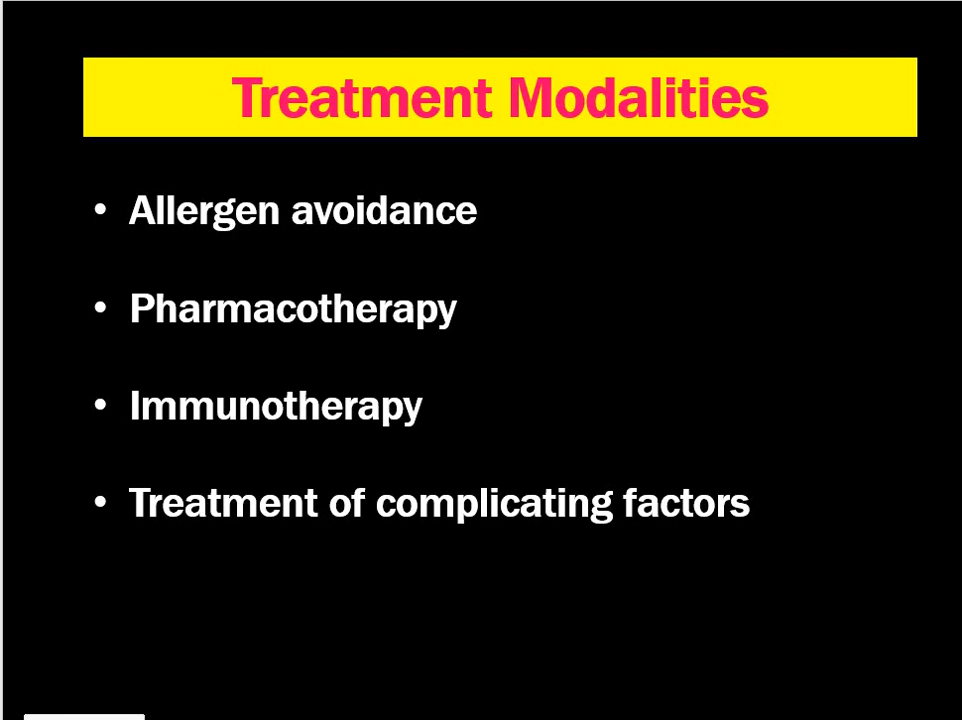 Treatment Modalities
• Allergen avoidance
• Pharmacotherapy
• Immunotherapy
• Treatment of complicating factors